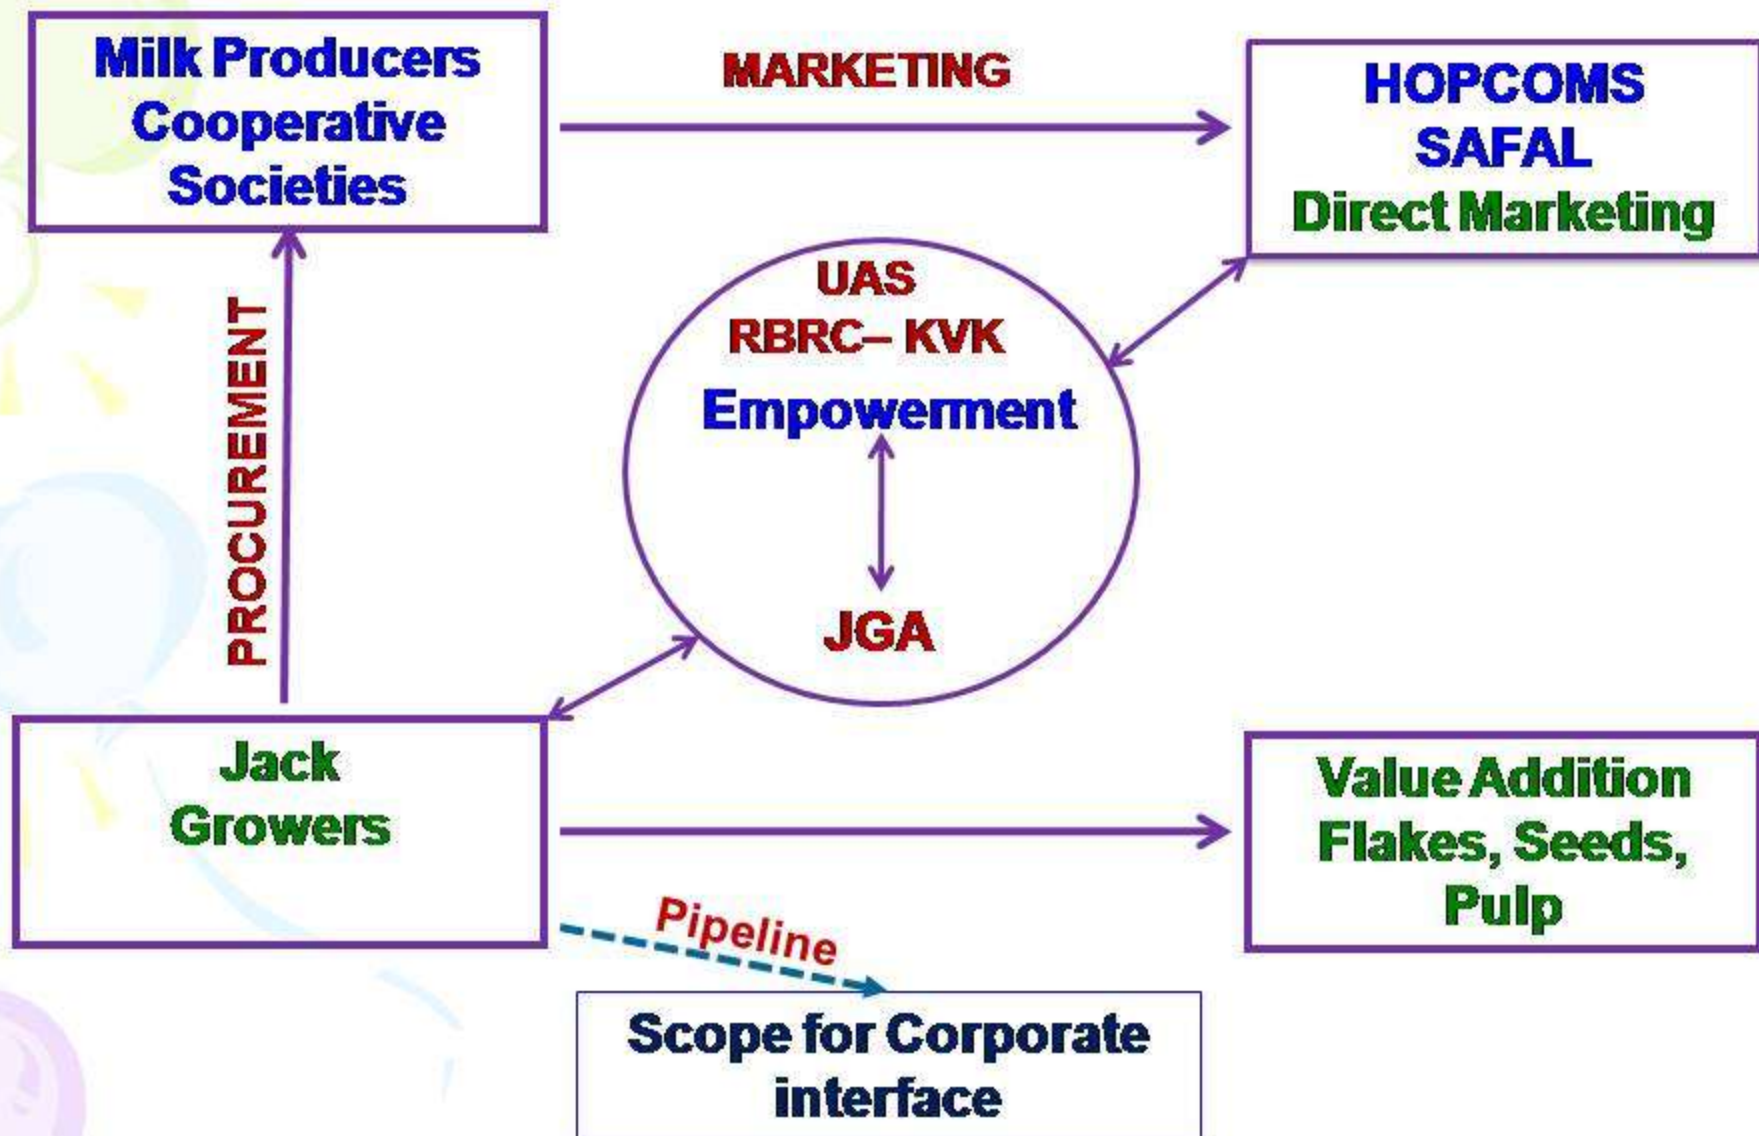 Milk Producers
Cooperative
Societies
MARKETING
HOPCOMS
SAFAL
Direct Marketing
PROCUREMENT
UAS
RBRC– KVK
Empowerment
JGA
Jack
Growers
Value Addition
Flakes, Seeds,
Pulp
Pipeline
Scope for Corporate
interface